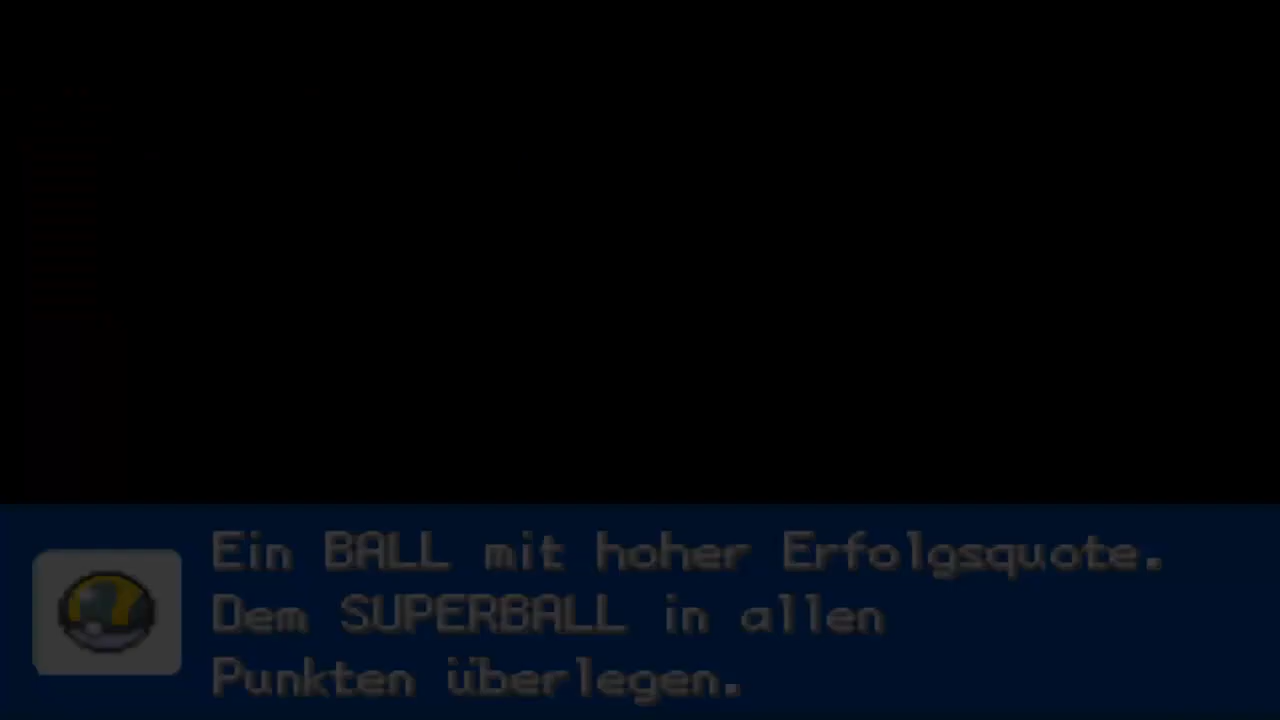 Ein BALL mit hoher Erfolgsquote.
Dem SUPERBALL in allen
Punkten überlegen.